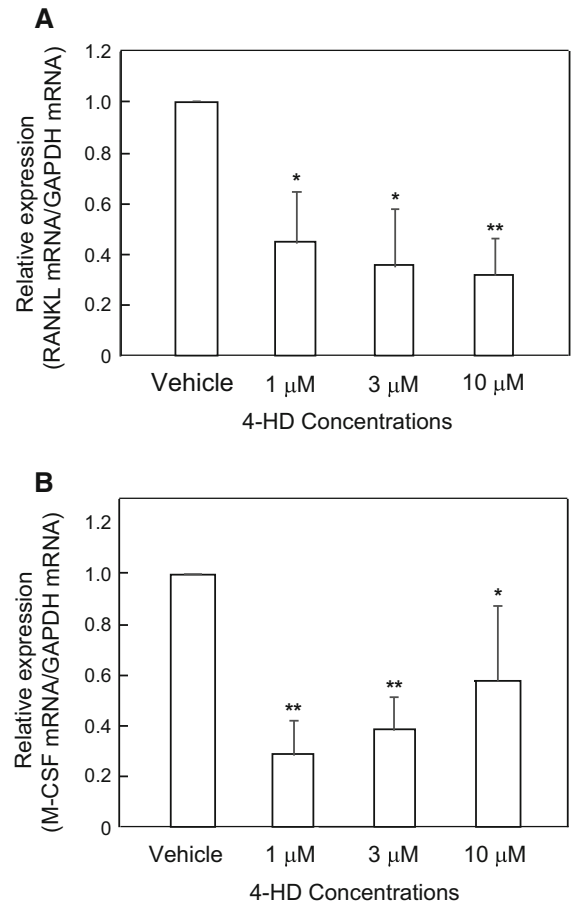 A
Relative expression
(RANKL mRNA/GAPDH mRNA)
1.2
1.0
0.8
0.6
0.4
0.2
0
*
*
**
Vehicle 1 μM 3 μM 10 μM
4-HD Concentrations
B
Relative expression
(M-CSF mRNA/GAPDH mRNA)
1.2
1.0
0.8
0.6
0.4
0.2
0
**
**
*
Vehicle 1 μM 3 μM 10 μM
4-HD Concentrations